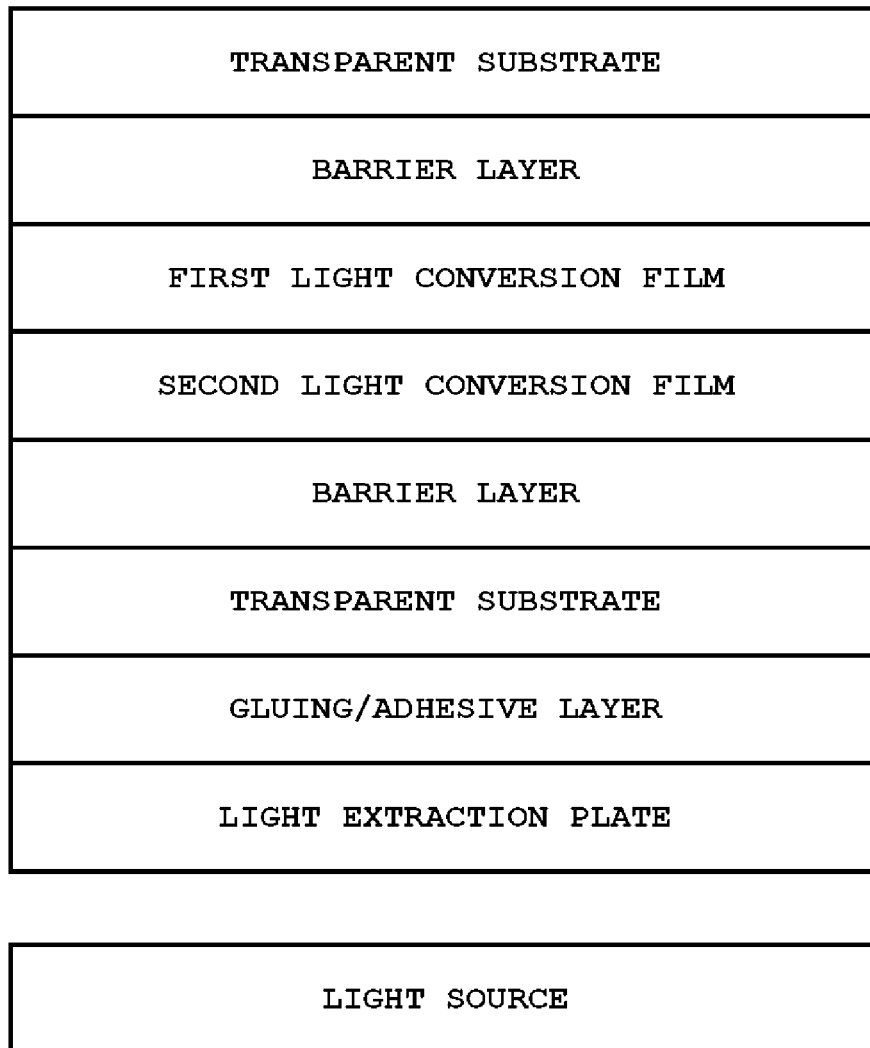 TRANSPARENT SUBSTRATE
BARRIER LAYER
FIRST LIGHT CONVERSION FILM
SECOND LIGHT CONVERSION FILM
BARRIER LAYER
TRANSPARENT SUBSTRATE
GLUING/ADHESIVE LAYER
LIGHT EXTRACTION PLATE
LIGHT SOURCE